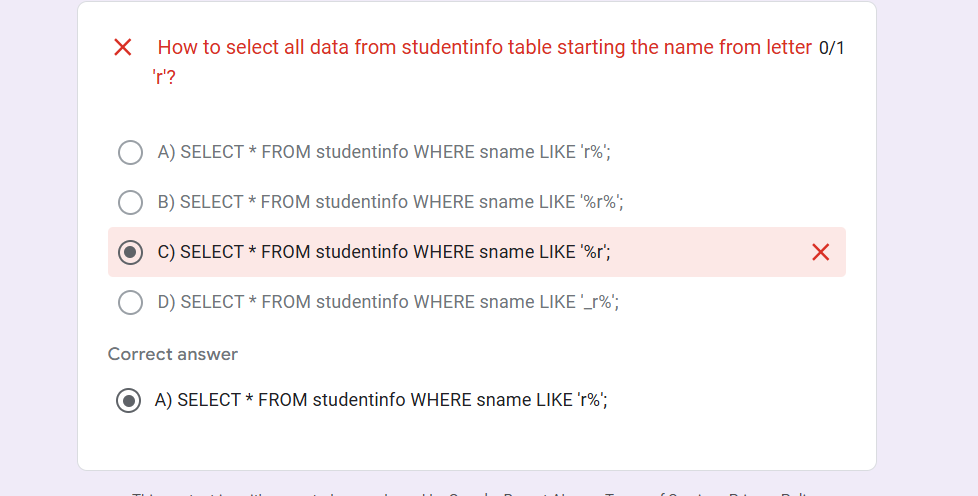 How to select all data from studentinfo table starting the name from letter 0/1
'r'?
A) SELECT * FROM studentinfo WHERE sname LIKE 'r%';
B) SELECT * FROM studentinfo WHERE sname LIKE '%r%';
C) SELECT * FROM studentinfo WHERE sname LIKE '%r';
D) SELECT * FROM studentinfo WHERE sname LIKE '_r%';
Correct answer
A) SELECT * FROM studentinfo WHERE sname LIKE 'r%';